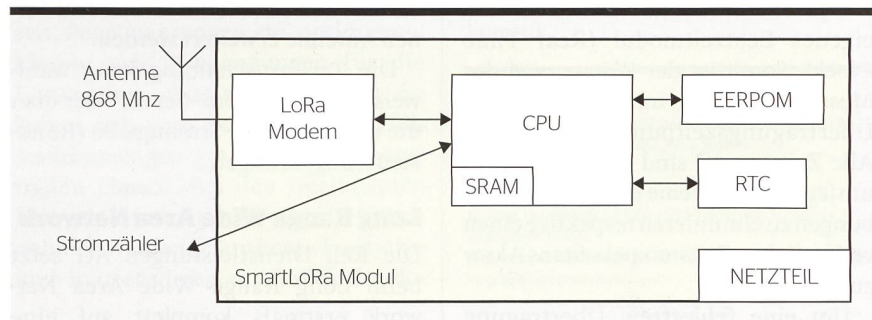 Antenne
868 Mhz
LoRa
Modem
CPU
SRAM
EERPOM
RTC
Stromzähler
SmartLoRa Modul
NETZTEIL